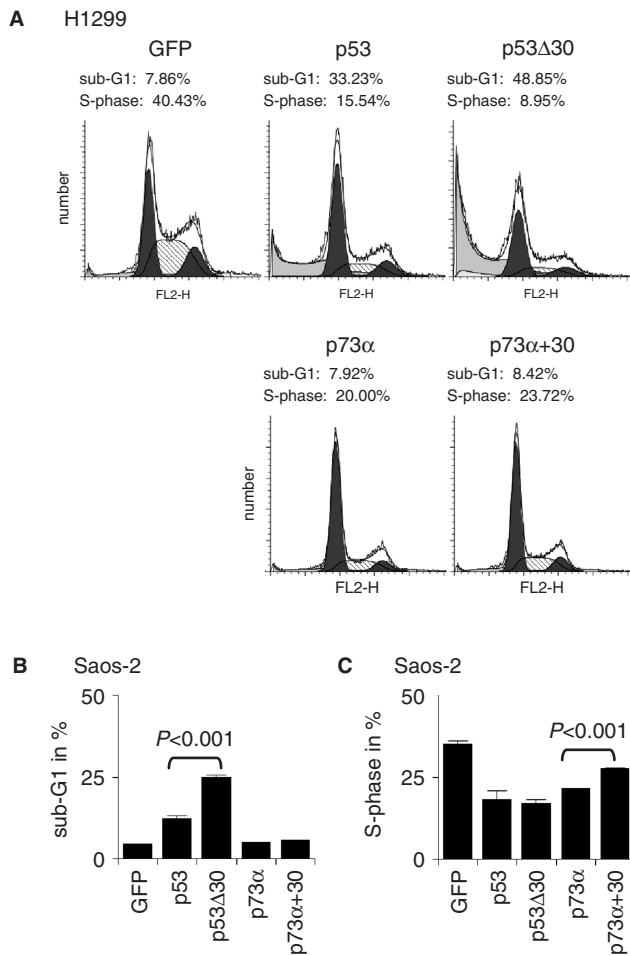 A H1299
GFP
sub-G1: 7.86%
S-phase: 40.43%
number
FL2-H
p53
sub-G1: 33.23%
S-phase: 15.54%
FL2-H
p53Δ30
sub-G1: 48.85%
S-phase: 8.95%
FL2-H
p73α
sub-G1: 7.92%
S-phase: 20.00%
number
FL2-H
p73α+30
sub-G1: 8.42%
S-phase: 23.72%
FL2-H
B Saos-2
sub-G1 in %
50
25
0
P<0.001
GFP
p53
p53Δ30
p73α
p73α+30
C Saos-2
S-phase in %
50
25
0
P<0.001
GFP
p53
p53Δ30
p73α
p73α+30